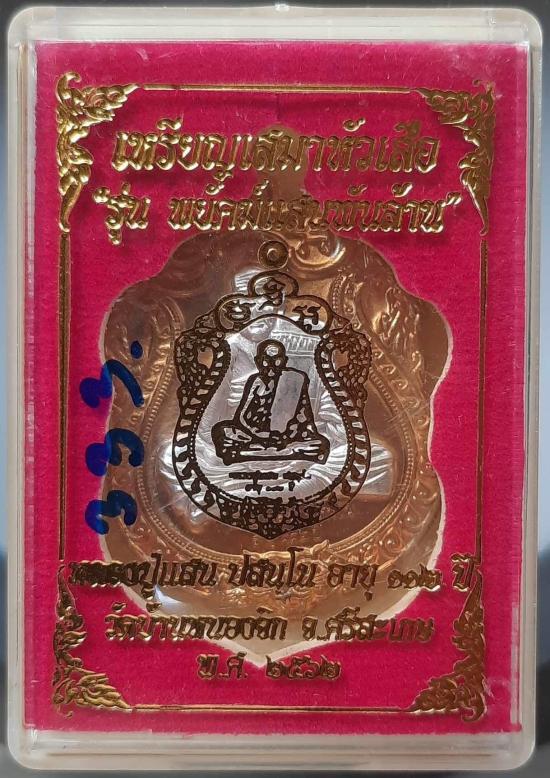 เหรียญเสมาหัวเสือ
"รุ่น พยัคฆ์แสนพันล้าน"
หลวงปู่แสน ปสนฺโน อายุ ๑๑๒ ปี
วัดบ้านหนองจิก จ.ศรีสะเกษ
พ.ศ. ๒๕๖๒